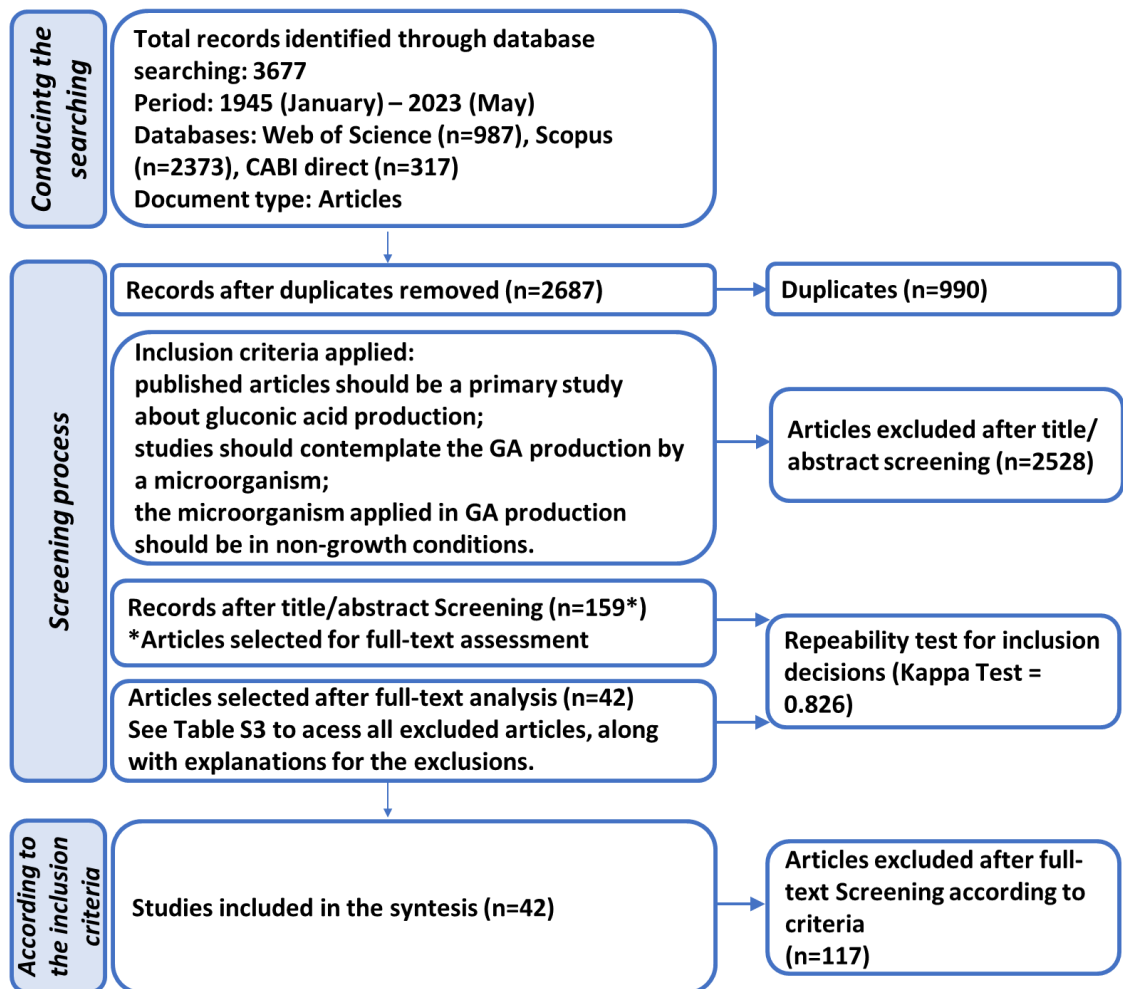 Conducintg the
searching
Total records identified through database
searching: 3677
Period: 1945 (January) – 2023 (May)
Databases: Web of Science (n=987), Scopus
(n=2373), CABI direct (n=317)
Document type: Articles
Screening process
Records after duplicates removed (n=2687)
Duplicates (n=990)
Inclusion criteria applied:
published articles should be a primary study
about gluconic acid production;
studies should contemplate the GA production by
a microorganism;
the microorganism applied in GA production
should be in non-growth conditions.
Articles excluded after title/
abstract screening (n=2528)
Records after title/abstract Screening (n=159*)
*Articles selected for full-text assessment
Repeability test for inclusion
decisions (Kappa Test =
0.826)
Articles selected after full-text analysis (n=42)
See Table S3 to acess all excluded articles, along
with explanations for the exclusions.
According to
the inclusion
criteria
Studies included in the syntesis (n=42)
Articles excluded after full-
text Screening according to
criteria
(n=117)